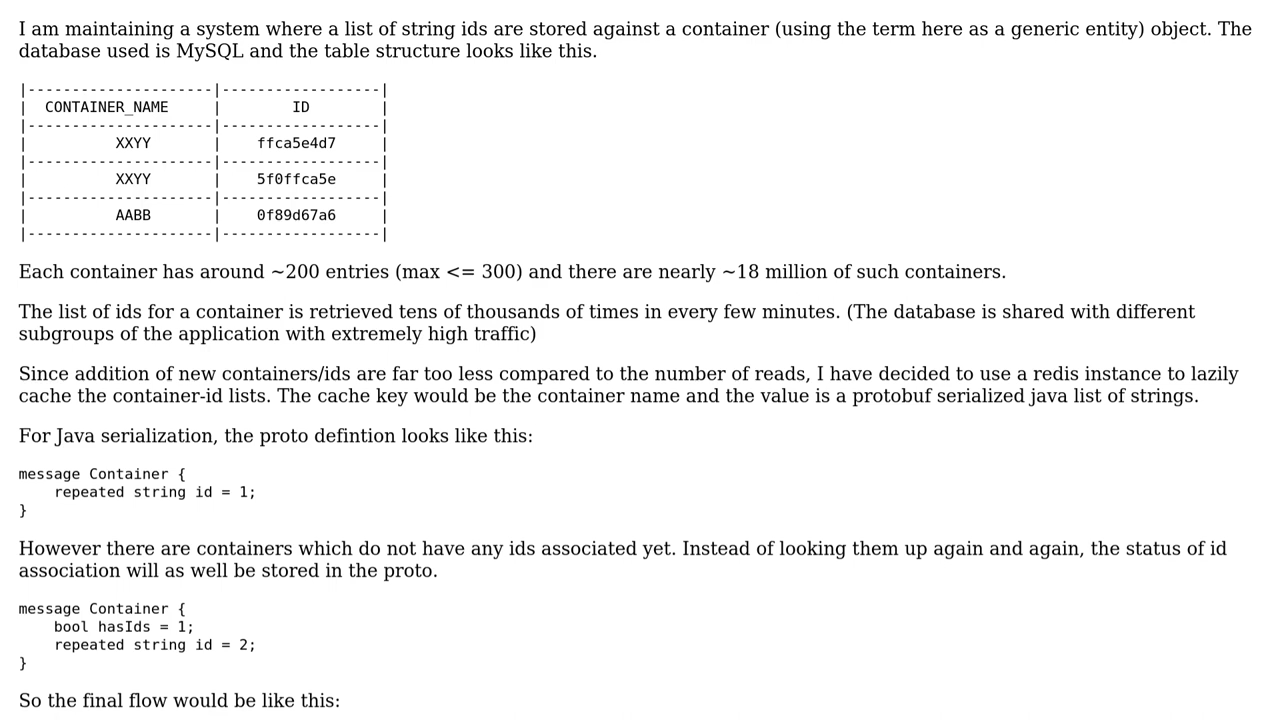 I am maintaining a system where a list of string ids are stored against a container (using the term here as a generic entity) object. The
database used is MySQL and the table structure looks like this.
|---------------------|------------------|
|  CONTAINER_NAME     |        ID        |
|---------------------|------------------|
|          XXYY       |    ffca5e4d7     |
|---------------------|------------------|
|          XXYY       |    5f0ffca5e     |
|---------------------|------------------|
|          AABB       |    0f89d67a6     |
|---------------------|------------------|
Each container has around ~200 entries (max <= 300) and there are nearly ~18 million of such containers.
The list of ids for a container is retrieved tens of thousands of times in every few minutes. (The database is shared with different
subgroups of the application with extremely high traffic)
Since addition of new containers/ids are far too less compared to the number of reads, I have decided to use a redis instance to lazily
cache the container-id lists. The cache key would be the container name and the value is a protobuf serialized java list of strings.
For Java serialization, the proto defintion looks like this:
message Container {
    repeated string id = 1;
}
However there are containers which do not have any ids associated yet. Instead of looking them up again and again, the status of id
association will as well be stored in the proto.
message Container {
    bool hasIds = 1;
    repeated string id = 2;
}
So the final flow would be like this: